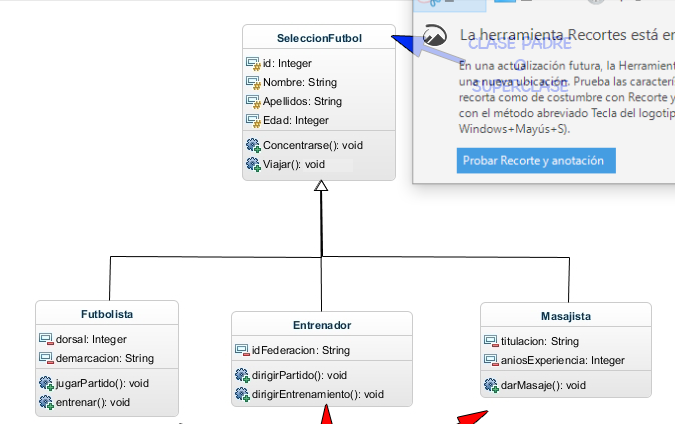 SeleccionFutbol
id: Integer
Nombre: String
Apellidos: String
Edad: Integer
Concentrarse(): void
Viajar(): void
La herramienta Recortes está en
CLASE PADRE
O
SUPERCLASE
En una actualización futura, la Herramient
una nueva ubicación. Prueba las caracterí
recorta como de costumbre con Recorte y
con el método abreviado Tecla del logotip
Windows+Mayús+S).
Probar Recorte y anotación
Futbolista
dorsal: Integer
demarcacion: String
jugarPartido(): void
entrenar(): void
Entrenador
idFederacion: String
dirigirPartido(): void
dirigirEntrenamiento(): void
Masajista
titulacion: String
aniosExperiencia: Integer
darMasaje(): void